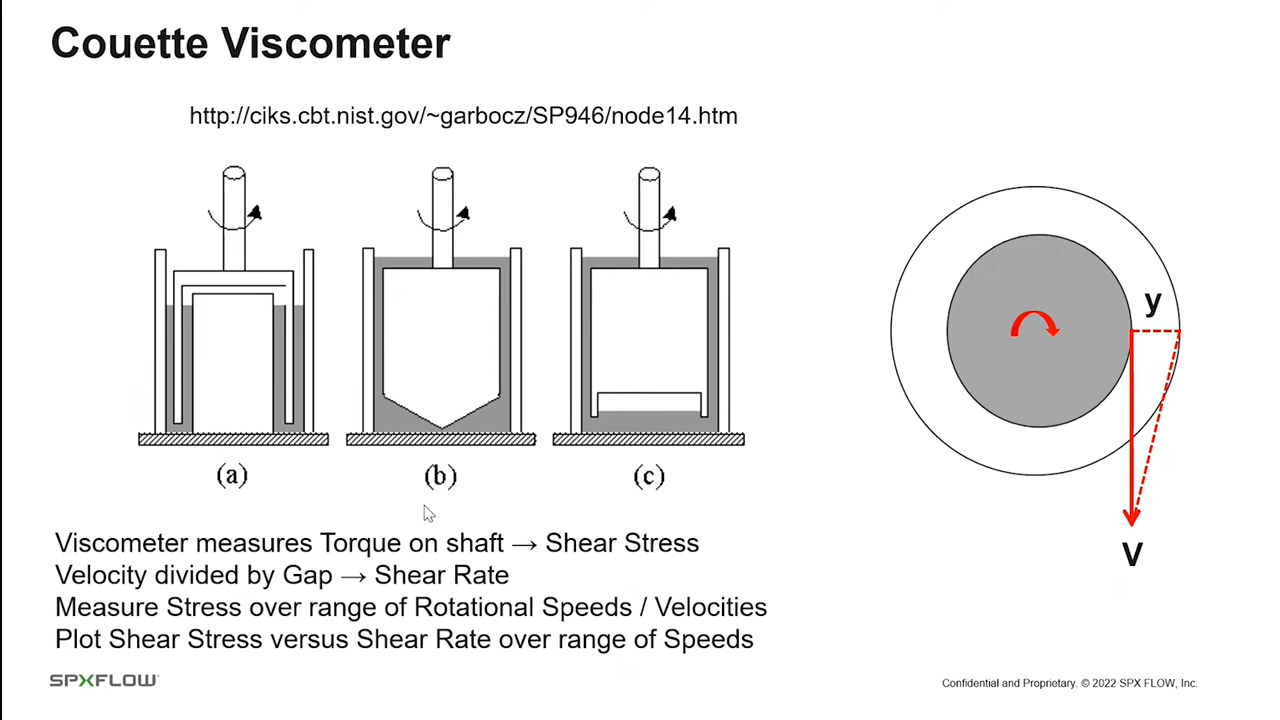 Couette Viscometer
http://ciks.cbt.nist.gov/~garbocz/SP946/node14.htm
(a)
(b)
(c)
y
V
Viscometer measures Torque on shaft → Shear Stress
Velocity divided by Gap → Shear Rate
Measure Stress over range of Rotational Speeds / Velocities
Plot Shear Stress versus Shear Rate over range of Speeds
SPXFLOW
Confidential and Proprietary. © 2022 SPX FLOW, Inc.